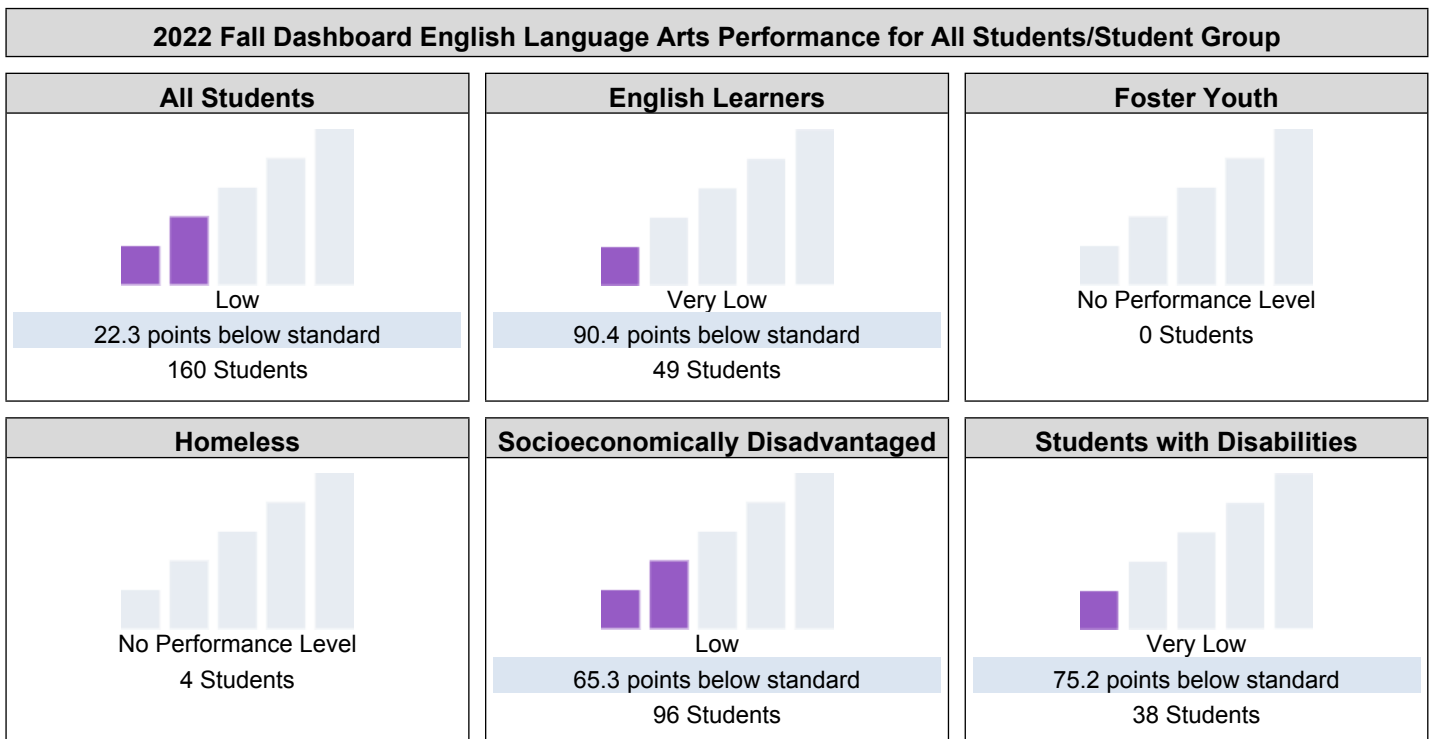 2022 Fall Dashboard English Language Arts Performance for All Students/Student Group
All Students
Low
22.3 points below standard
160 Students
English Learners
Very Low
90.4 points below standard
49 Students
Foster Youth
No Performance Level
0 Students
Homeless
No Performance Level
4 Students
Socioeconomically Disadvantaged
Low
65.3 points below standard
96 Students
Students with Disabilities
Very Low
75.2 points below standard
38 Students